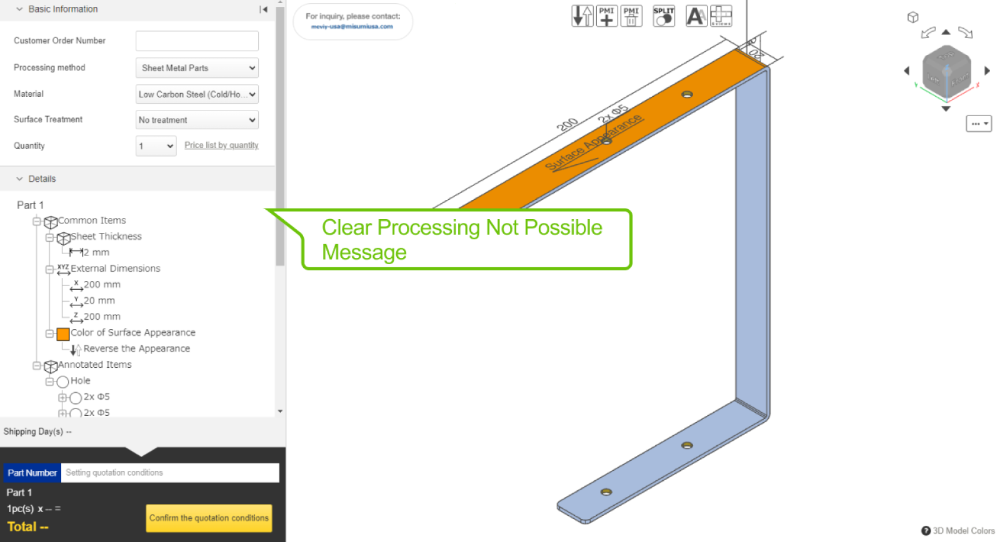 Basic Information
Customer Order Number
Processing method
Sheet Metal Parts
Material
Low Carbon Steel (Cold/Ho...
Surface Treatment
No treatment
Quantity
1
Price list by quantity
Details
Part 1
Common Items
Sheet Thickness
2 mm
XYZ External Dimensions
X 200 mm
Y 20 mm
Z 200 mm
Color of Surface Appearance
Reverse the Appearance
Annotated Items
Hole
2x Φ5
2x Φ5
Shipping Day(s) --
Part Number
Setting quotation conditions
Part 1
1pc(s) x -- =
Total --
Confirm the quotation conditions
For inquiry, please contact:
meviy-usa@misumiusa.com
PMI
PMI
SPLIT
AA
6views
20
200
2x Φ5
Surface Appearance
Clear Processing Not Possible
Message
Top
Left
Front
Y
Z
X
...
? 3D Model Colors